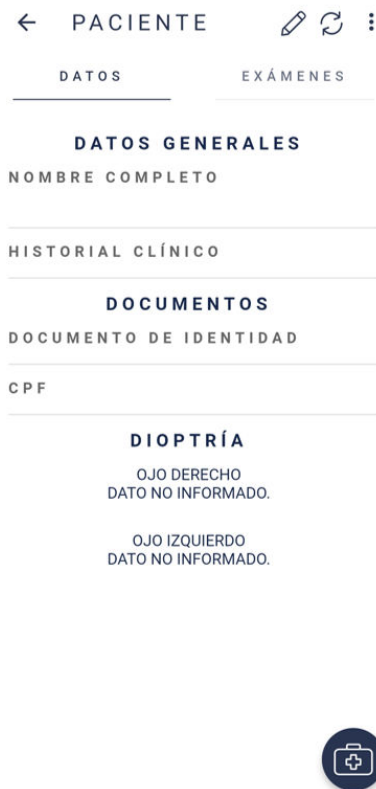 PACIENTE
DATOS
EXÁMENES
DATOS GENERALES
NOMBRE COMPLETO
HISTORIAL CLÍNICO
DOCUMENTOS
DOCUMENTO DE IDENTIDAD
CPF
DIOPTRÍA
OJO DERECHO
DATO NO INFORMADO.
OJO IZQUIERDO
DATO NO INFORMADO.